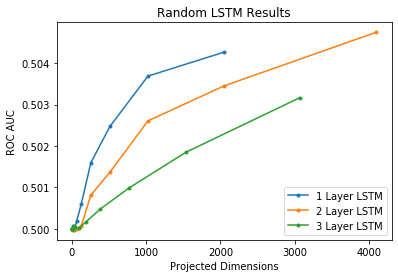 Random LSTM Results
ROC AUC
0.504
0.503
0.502
0.501
0.500
0
1000
2000
3000
4000
Projected Dimensions
1 Layer LSTM
2 Layer LSTM
3 Layer LSTM